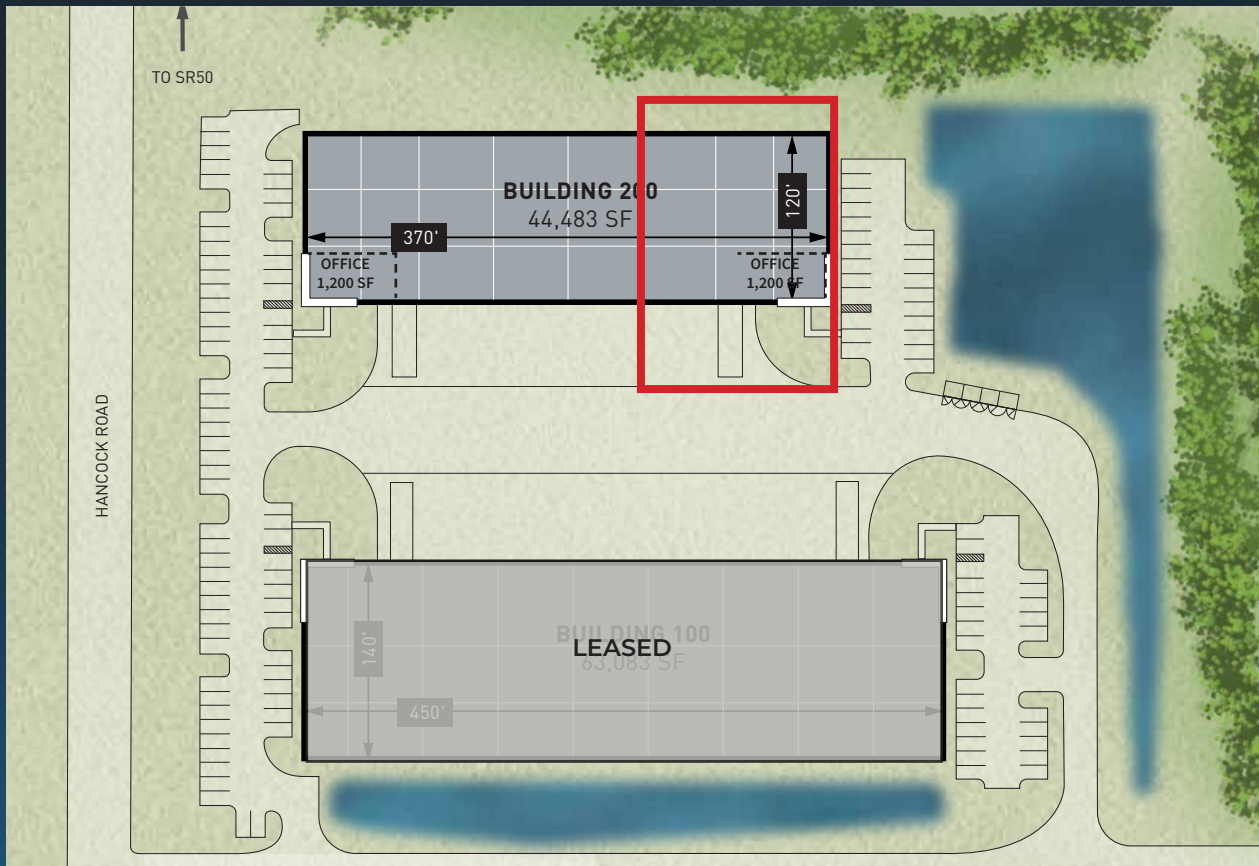 TO SR50
BUILDING 200
44,483 SF
120'
370'
OFFICE
1,200 SF
OFFICE
1,200 SF
HANCOCK ROAD
BUILDING 100
LEASED
63,083 SF
140'
450'